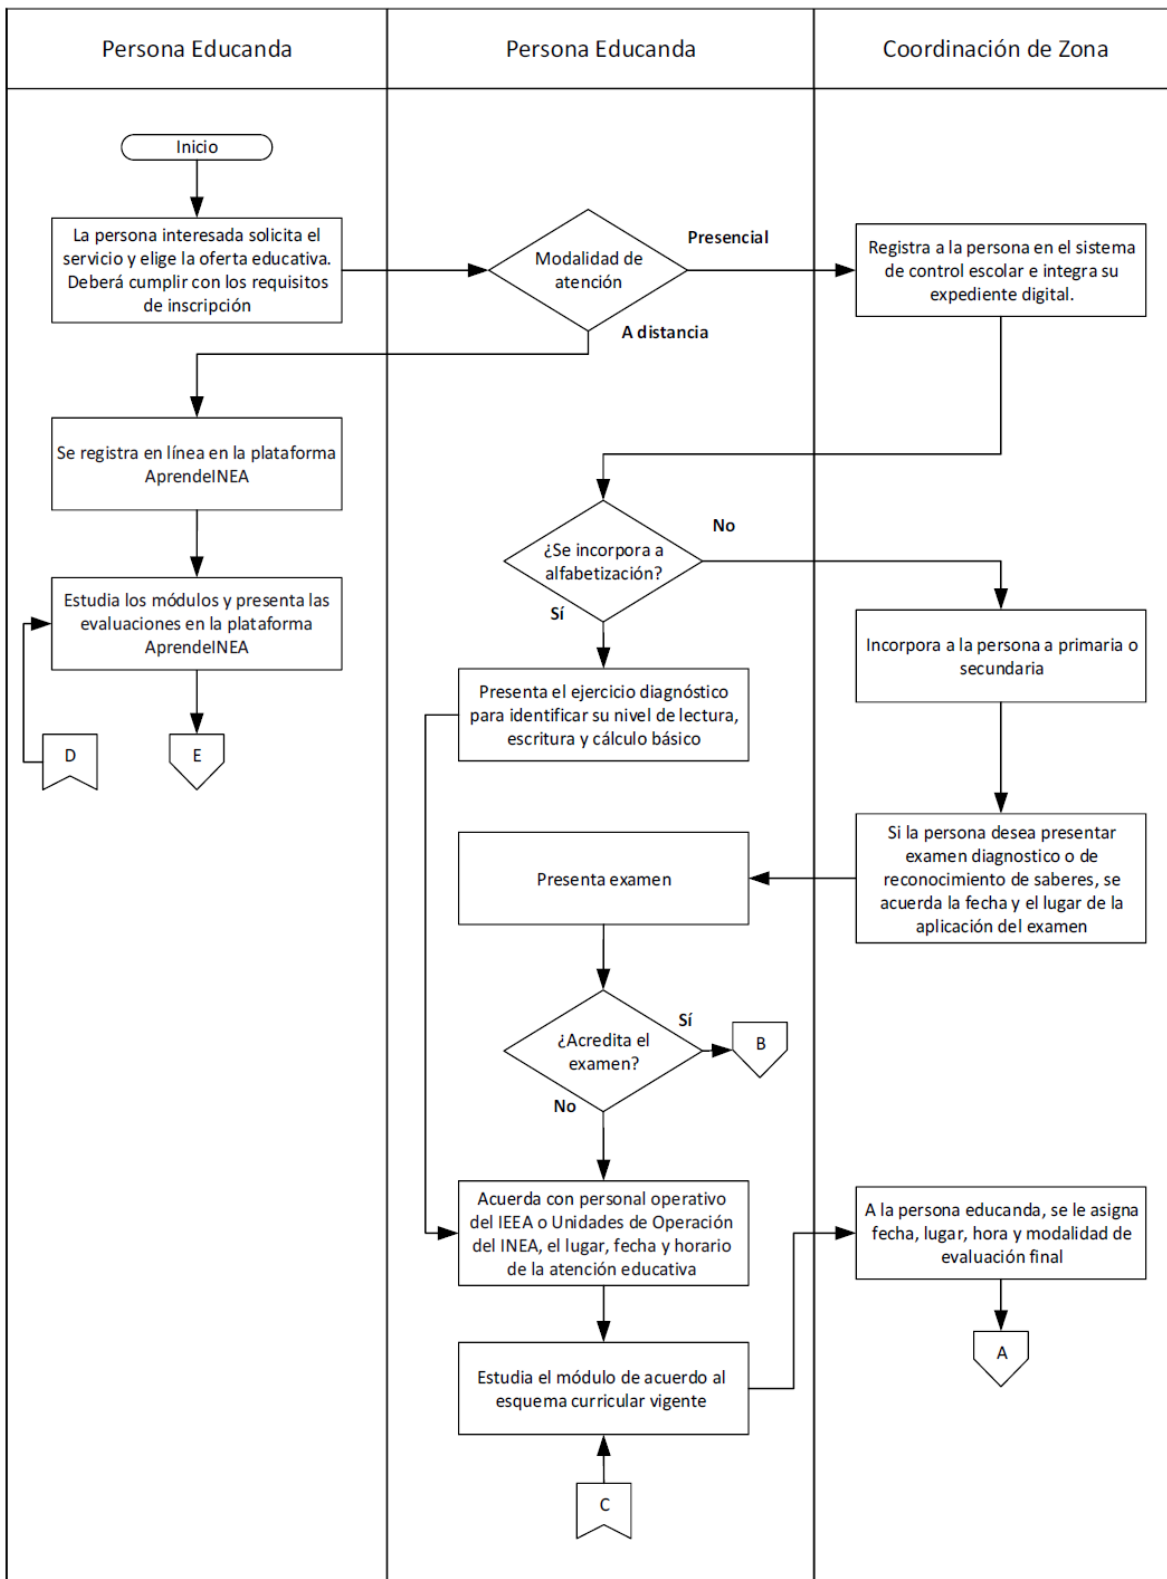 Persona Educanda
Persona Educanda
Coordinación de Zona
Inicio
La persona interesada solicita el
servicio y elige la oferta educativa.
Deberá cumplir con los requisitos
de inscripción
Modalidad de
atención
Presencial
A distancia
Registra a la persona en el sistema
de control escolar e integra su
expediente digital.
Se registra en línea en la plataforma
AprendeINEA
¿Se incorpora a
alfabetización?
No
Sí
Estudia los módulos y presenta las
evaluaciones en la plataforma
AprendeINEA
Incorpora a la persona a primaria o
secundaria
Presenta el ejercicio diagnóstico
para identificar su nivel de lectura,
escritura y cálculo básico
D
E
Si la persona desea presentar
examen diagnostico o de
reconocimiento de saberes, se
acuerda la fecha y el lugar de la
aplicación del examen
Presenta examen
¿Acredita el
examen?
Sí
B
No
Acuerda con personal operativo
del IEEA o Unidades de Operación
del INEA, el lugar, fecha y horario
de la atención educativa
A la persona educanda, se le asigna
fecha, lugar, hora y modalidad de
evaluación final
A
Estudia el módulo de acuerdo al
esquema curricular vigente
C